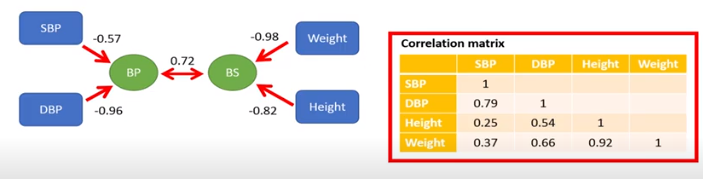 SBP
-0.57
-0.98
Weight
BP
0.72
BS
DBP
-0.96
-0.82
Height
Correlation matrix
SBP DBP Height Weight
SBP 1
DBP 0.79 1
Height 0.25 0.54 1
Weight 0.37 0.66 0.92 1